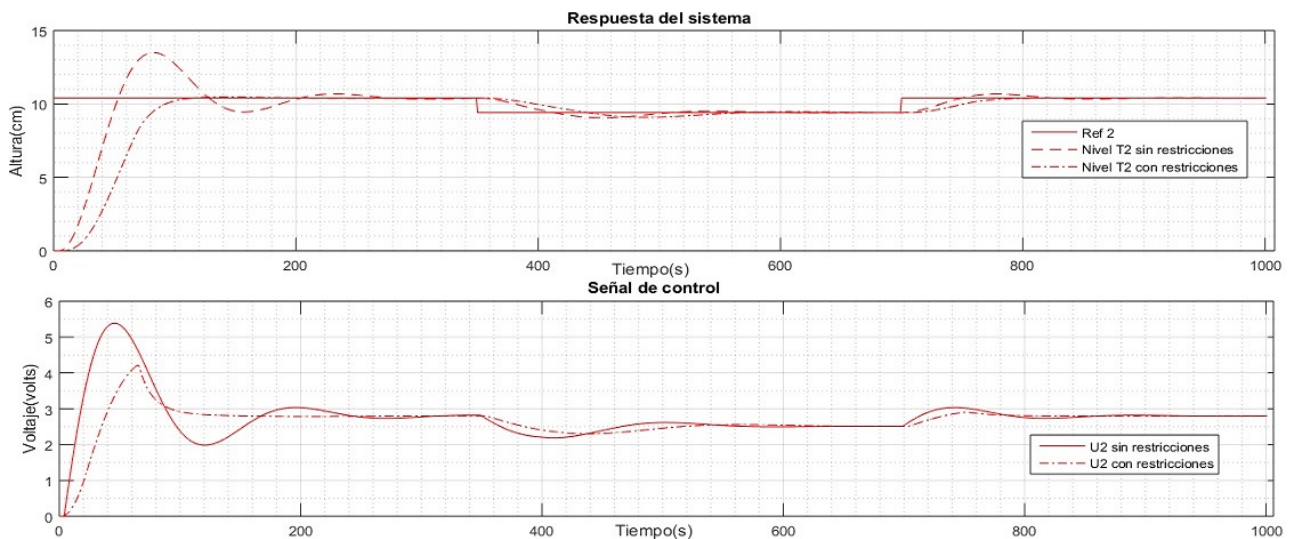 Respuesta del sistema
15
10
5
0
Altura(cm)
Ref 2
Nivel T2 sin restricciones
Nivel T2 con restricciones
0 200 400 600 800 1000
Tiempo(s)
Señal de control
6
5
4
3
2
1
0
Voltaje(volts)
U2 sin restricciones
U2 con restricciones
0 200 400 600 800 1000
Tiempo(s)